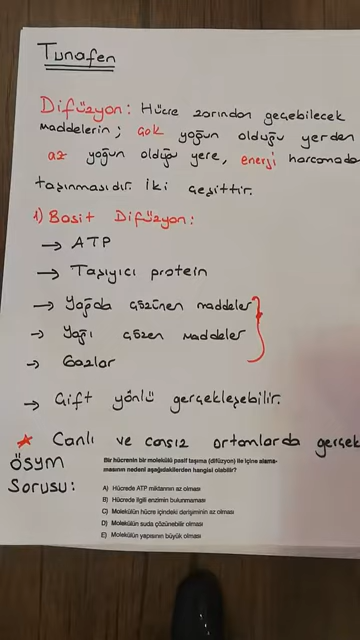 Tunafen
Difüzyon: Hücre zarından geçebilecek
maddelerin; çok yoğun olduğu yerden
az yoğun olduğu yere, enerji harcamada
taşınmasıdır. İki çeşittir.
1) Basit Difüzyon:
→ ATP
→ Taşıyıcı protein
→ Yağda çözünen maddeler
→ Yağı çözen maddeler
→ Gazlar
→ Çift yönlü gerçekleşebilir.
★ Canlı ve cansız ortamlarda gerçek
ÖSYM
Sorusu:
Bir hücrenin bir molekülü pasif taşıma (difüzyon) ile içine alama-
masının nedeni aşağıdakilerden hangisi olabilir?
A) Hücrede ATP miktarının az olması
B) Hücrede ilgili enzimin bulunmaması
C) Molekülün hücre içindeki derişiminin az olması
D) Molekülün suda çözünebilir olması
E) Molekülün yapısının büyük olması